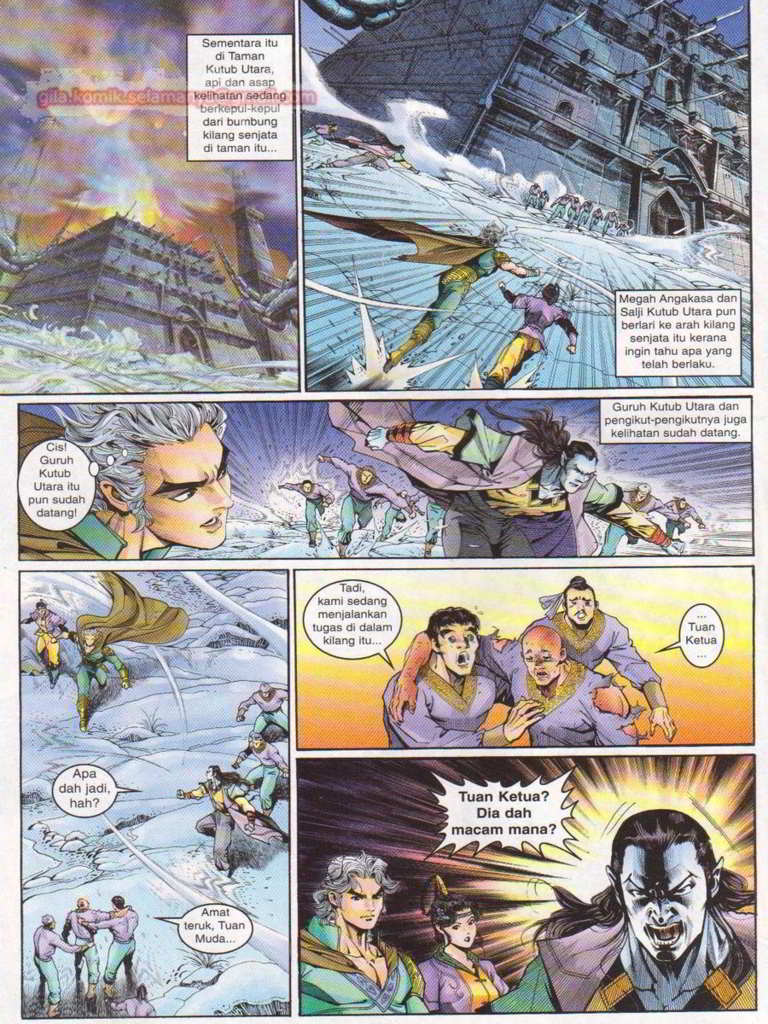 Sementara itu
di Taman
Kutub Utara,
api dan asap
kelihatan sedang
berkepul-kepul
dari bumbung
kilang senjata
di taman itu...
Megah Angakasa dan
Salji Kutub Utara pun
berlari ke arah kilang
senjata itu kerana
ingin tahu apa yang
telah berlaku.
Cis!
Guruh
Kutub
Utara itu
pun sudah
datang!
Guruh Kutub Utara dan
pengikut-pengikutnya juga
kelihatan sudah datang.
Apa
dah jadi,
hah?
Amat
teruk, Tuan
Muda...
Tadi,
kami sedang
menjalankan
tugas di dalam
kilang itu...
...
Tuan
Ketua
...
Tuan Ketua?
Dia dah
macam mana?